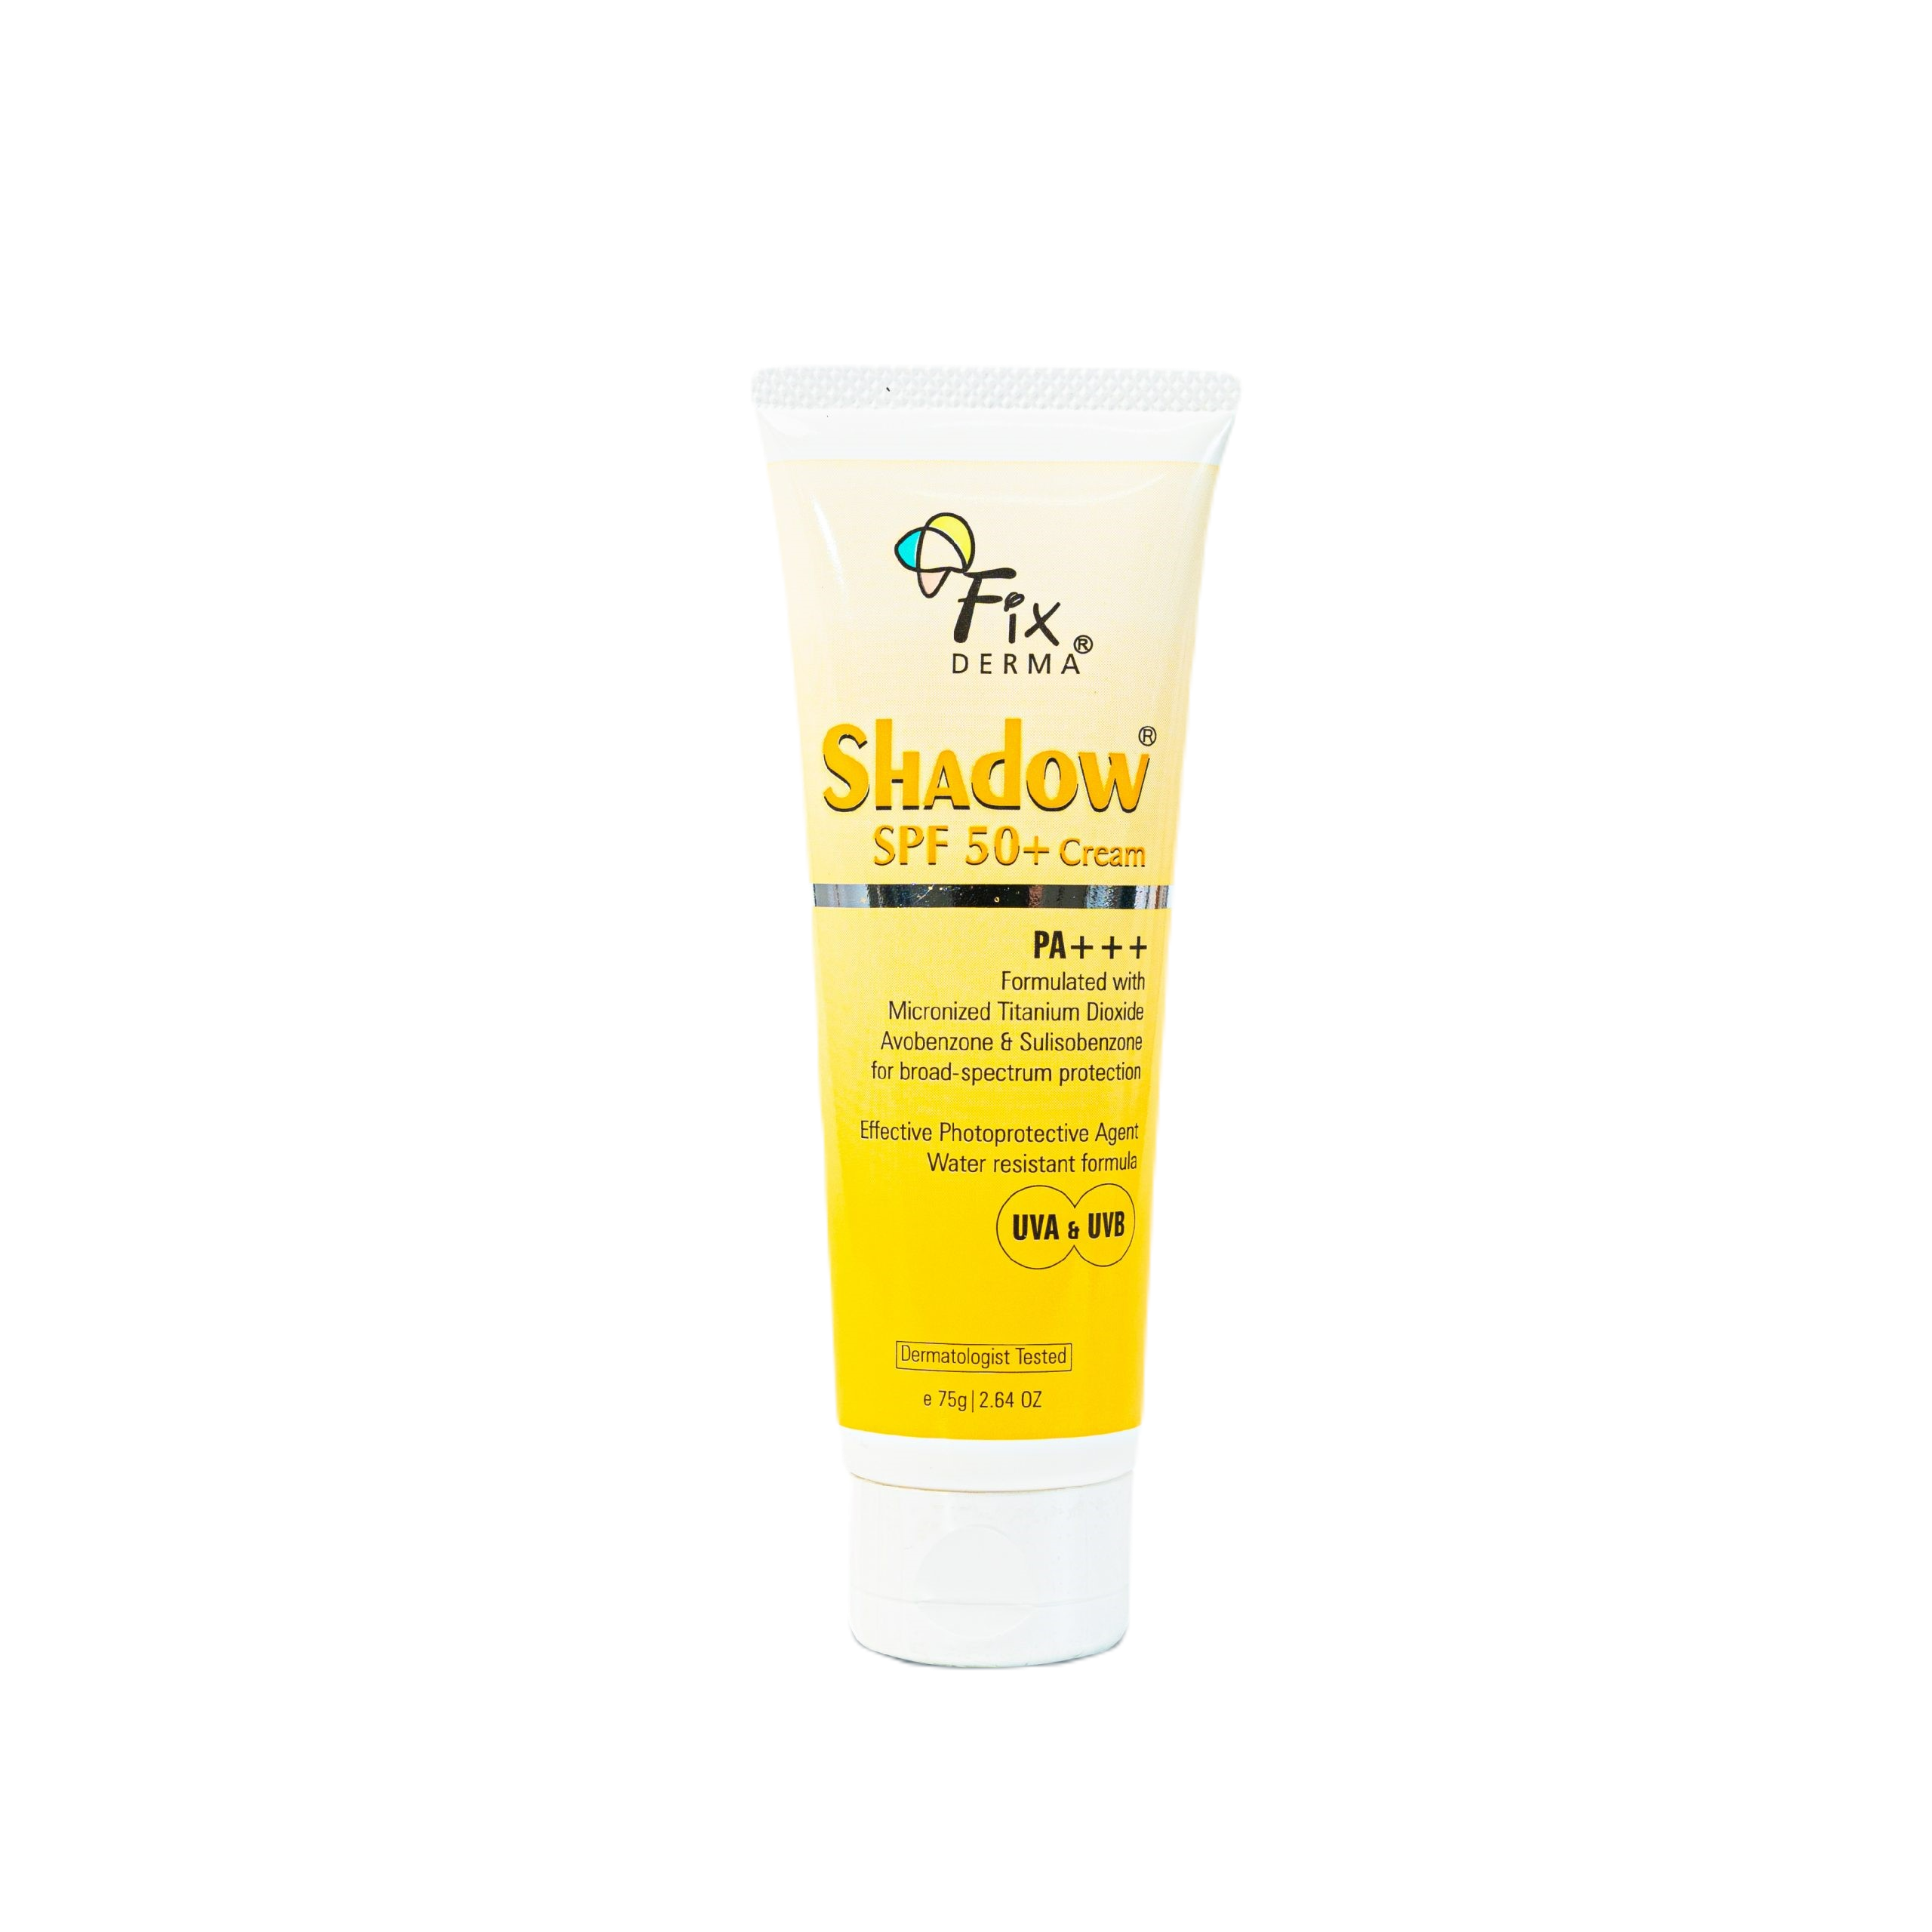 Fix
DERMA®
Shadow®
SPF 50+ Cream
PA+++
Formulated with
Micronized Titanium Dioxide
Avobenzone & Sulisobenzone
for broad-spectrum protection
Effective Photoprotective Agent
Water resistant formula
UVA & UVB
Dermatologist Tested
e 75g|2.64 OZ